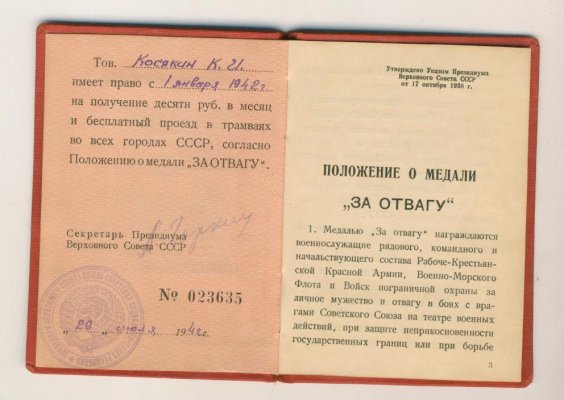 Тов. Косякин К. И.
имеет право с 1 января 1942 г.
на получение десяти руб. в месяц
и бесплатный проезд в трамваях
во всех городах СССР, согласно
Положению о медали „ЗА ОТВАГУ“.
Секретарь Президиума
Верховного Совета СССР
№ 023635
„ 20 „ июля 1942 г.
Утверждено Указом Президиума
Верховного Совета СССР
от 17 октября 1938 г.
ПОЛОЖЕНИЕ О МЕДАЛИ
„ЗА ОТВАГУ“
1. Медалью „За отвагу“ награждаются
военнослужащие рядового, командного и
начальствующего состава Рабоче-Крестьян-
ской Красной Армии, Военно-Морского
Флота и Войск пограничной охраны за
личное мужество и отвагу в боях с вра-
гами Советского Союза на театре военных
действий, при защите неприкосновенности
государственных границ или при борьбе
3